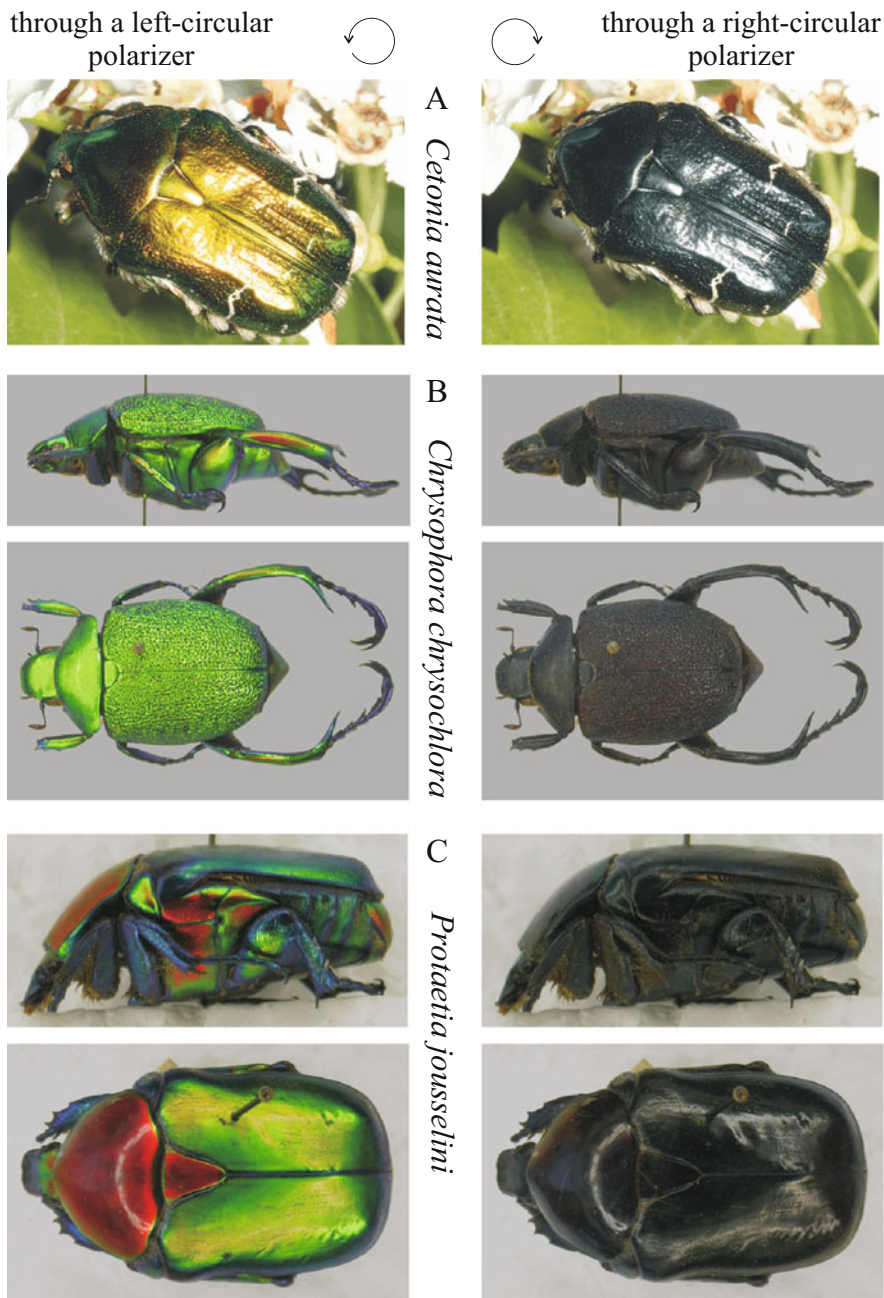 through a left-circular
polarizer
through a right-circular
polarizer
A
Cetonia aurata
B
Chrysophora chrysochlora
C
Protaetia jousselini